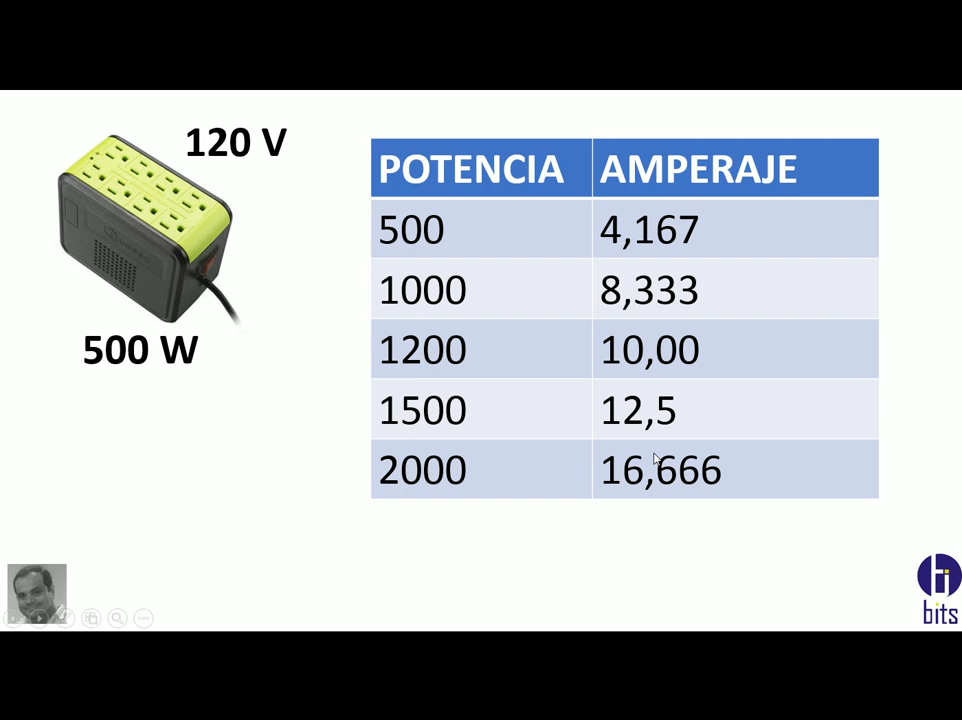 120 V
500 W
POTENCIA AMPERAJE
500 4,167
1000 8,333
1200 10,00
1500 12,5
2000 16,666
bits